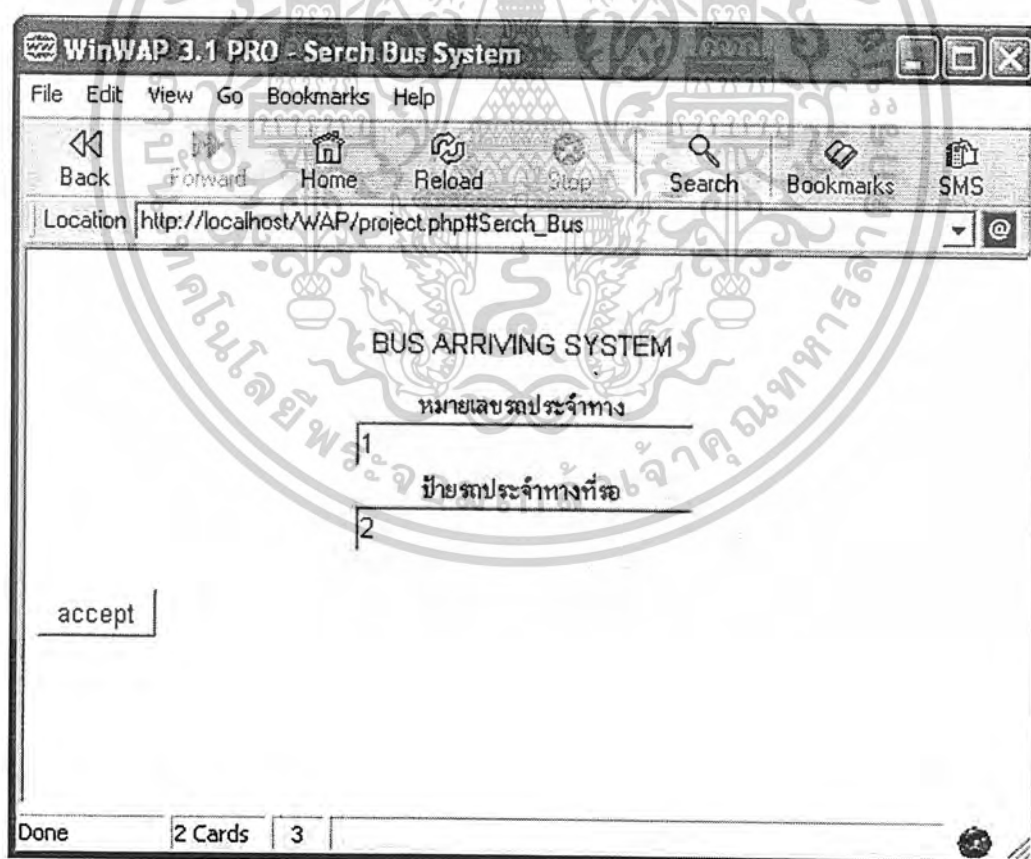 WinWAP 3.1 PRO - Serch Bus System
File Edit View Go Bookmarks Help
Back Forward Home Reload Stop Search Bookmarks SMS
Location http://localhost/WAP/project.php#Serch_Bus
BUS ARRIVING SYSTEM
หมายเลขรถประจำทาง
1
ป้ายรถประจำทางที่รอ
2
accept
Done 2 Cards 3